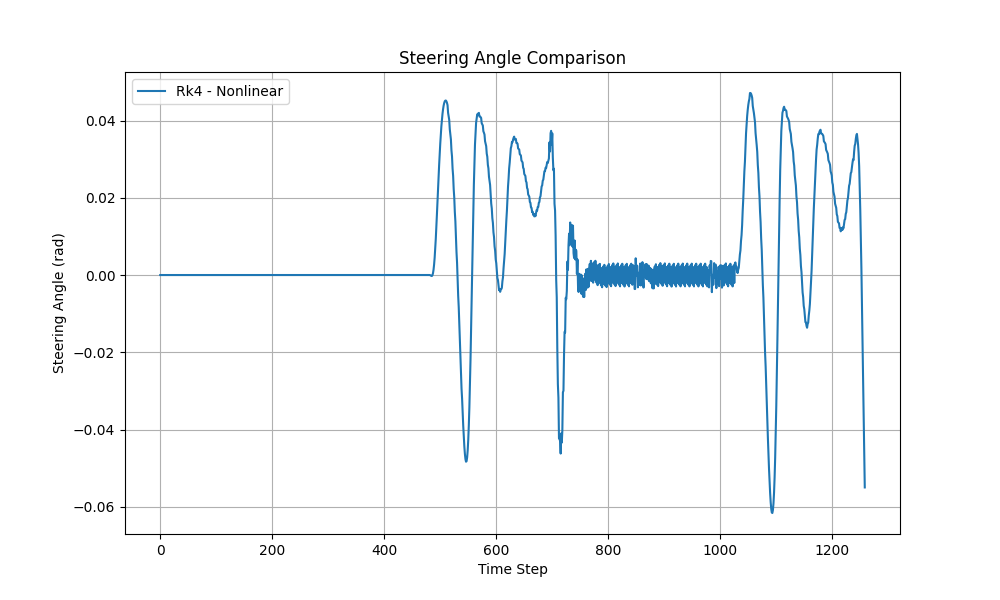 Steering Angle Comparison
Rk4 - Nonlinear
Steering Angle (rad)
0.04
0.02
0.00
−0.02
−0.04
−0.06
0 200 400 600 800 1000 1200
Time Step